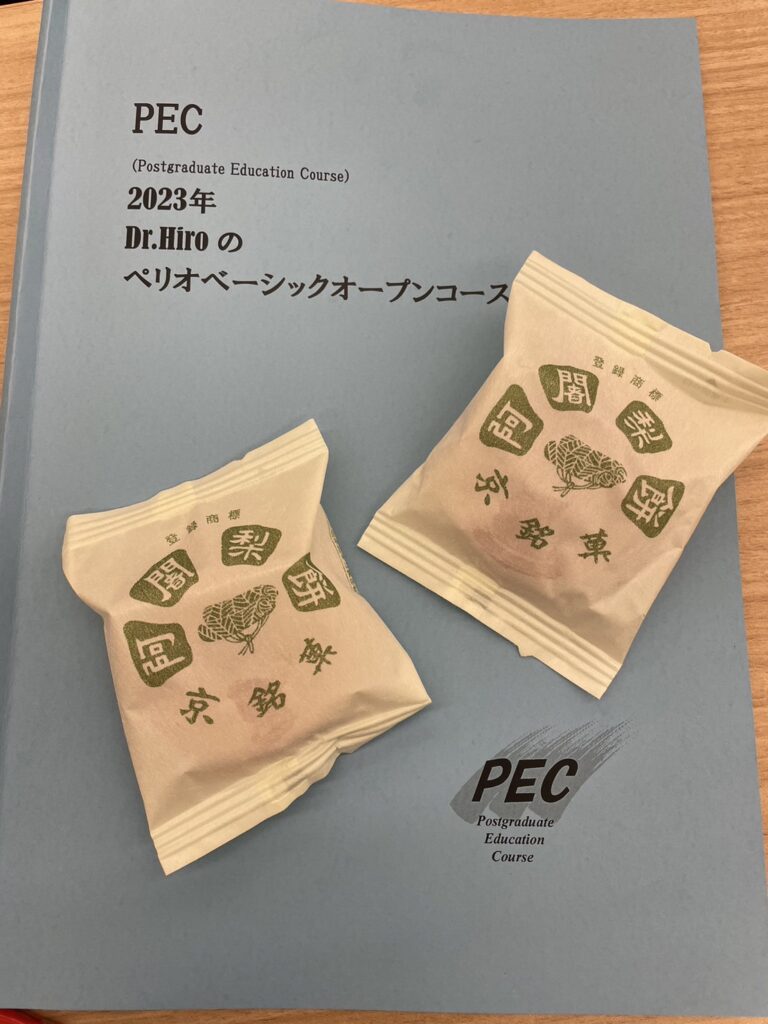 PEC
(Postgraduate Education Course)
2023年
Dr.Hiro の
ペリオベーシックオープンコース
登録商標
阿闍梨餅
京銘菓
登録商標
阿闍梨餅
京銘菓
PEC
Postgraduate
Education
Course